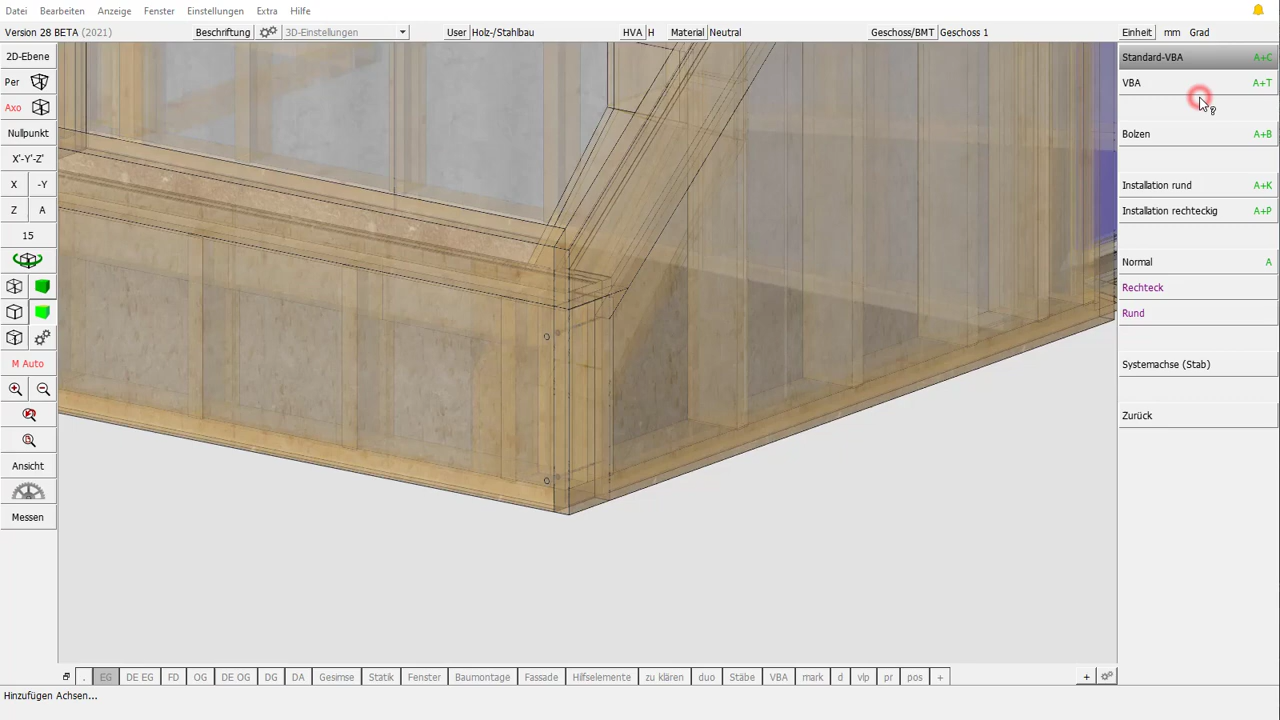 Datei Bearbeiten Anzeige Fenster Einstellungen Extra Hilfe
Version 28 BETA (2021) Beschriftung 3D-Einstellungen User Holz-/Stahlbau HVA H Material Neutral Geschoss/BMT Geschoss 1 Einheit mm Grad
2D-Ebene
Per
Axo
Nullpunkt
X'-Y'-Z'
X -Y
Z A
15
M Auto
Ansicht
Messen
Standard-VBA A+C
VBA A+T
Bolzen A+B
Installation rund A+K
Installation rechteckig A+P
Normal A
Rechteck
Rund
Systemachse (Stab)
Zurück
. EG DE EG FD OG DE OG DG DA Gesimse Statik Fenster Baumontage Fassade Hilfselemente zu klären duo Stäbe VBA mark d vlp pr pos + +
Hinzufügen Achsen...